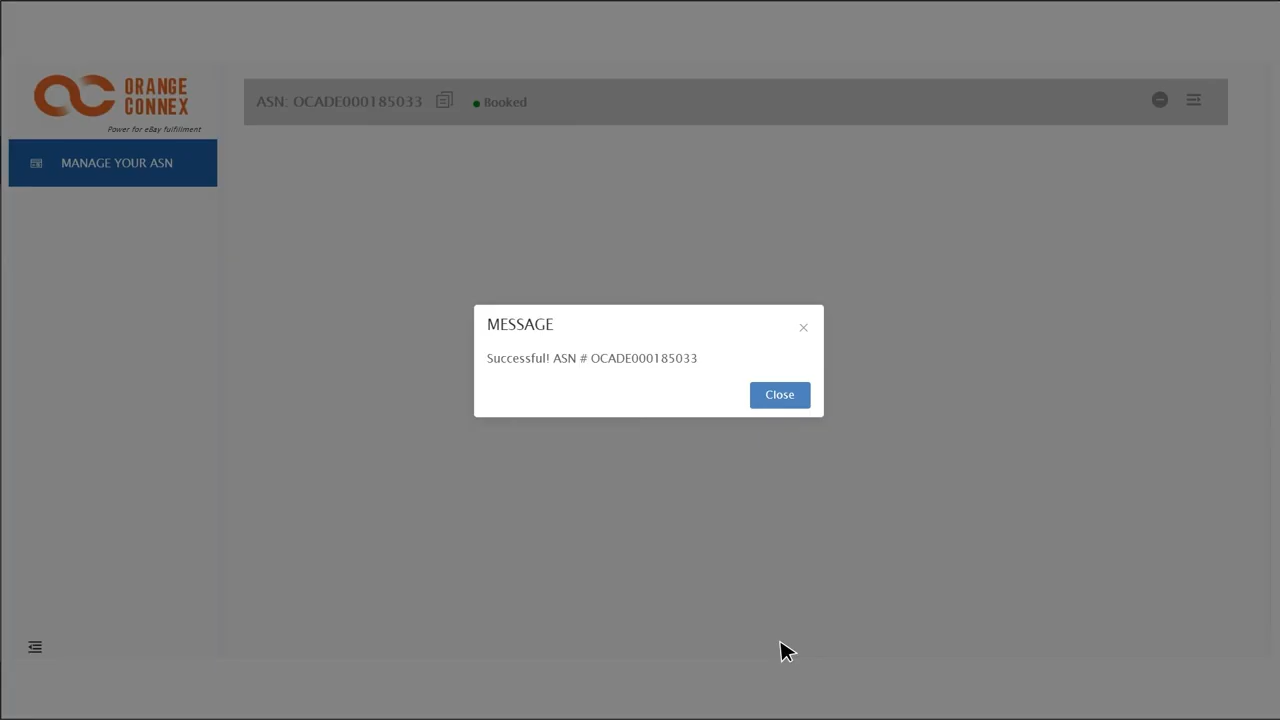 ORANGE
CONNEX
Power for eBay fulfillment
MANAGE YOUR ASN
ASN: OCADE000185033 Booked
MESSAGE
Successful! ASN # OCADE000185033
Close